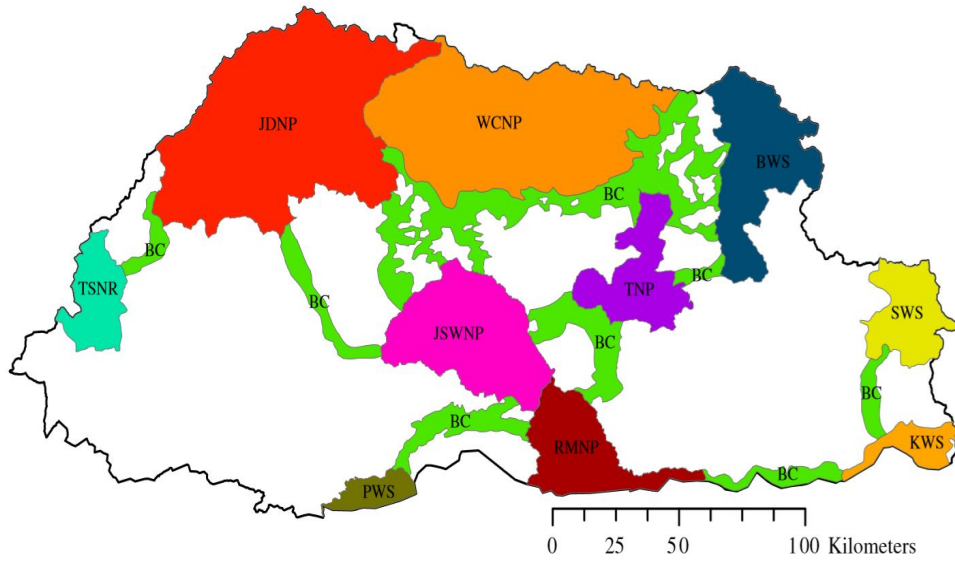 JDNP
WCNP
BWS
BC
BC
TSNR
BC
BC
TNP
SWS
JSWNP
BC
BC
BC
KWS
RMNP
BC
PWS
0 25 50 100 Kilometers